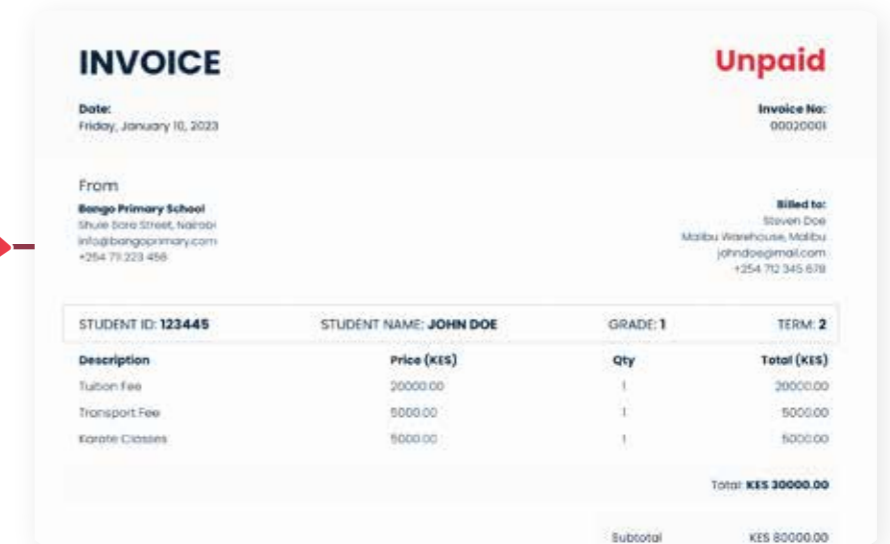 INVOICE
Unpaid
Date:
Friday, January 10, 2023
Invoice No:
00020001
From
Bongo Primary School
Shule Bora Street, Nairobi
info@bongoprimary.com
+254 711 223 456
Billed to:
Steven Doe
Malibu Warehouse, Malibu
johndoe@mail.com
+254 712 345 678
STUDENT ID: 123445 STUDENT NAME: JOHN DOE GRADE: 1 TERM: 2
Description Price (KES) Qty Total (KES)
Tuition Fee 20000.00 1 20000.00
Transport Fee 5000.00 1 5000.00
Karate Classes 5000.00 1 5000.00
Total: KES 30000.00
Subtotal KES 80000.00